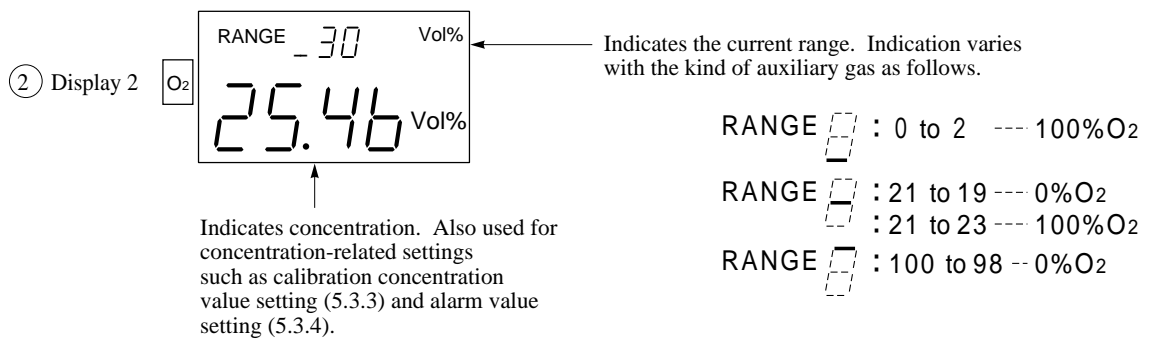 RANGE _ 30 Vol%
② Display 2 O2
25.46 Vol%
Indicates the current range. Indication varies
with the kind of auxiliary gas as follows.
RANGE _ : 0 to 2 ---- 100%O2
RANGE - : 21 to 19 ---- 0%O2
: 21 to 23 ---- 100%O2
RANGE ‾ : 100 to 98 -- 0%O2
Indicates concentration. Also used for
concentration-related settings
such as calibration concentration
value setting (5.3.3) and alarm value
setting (5.3.4).